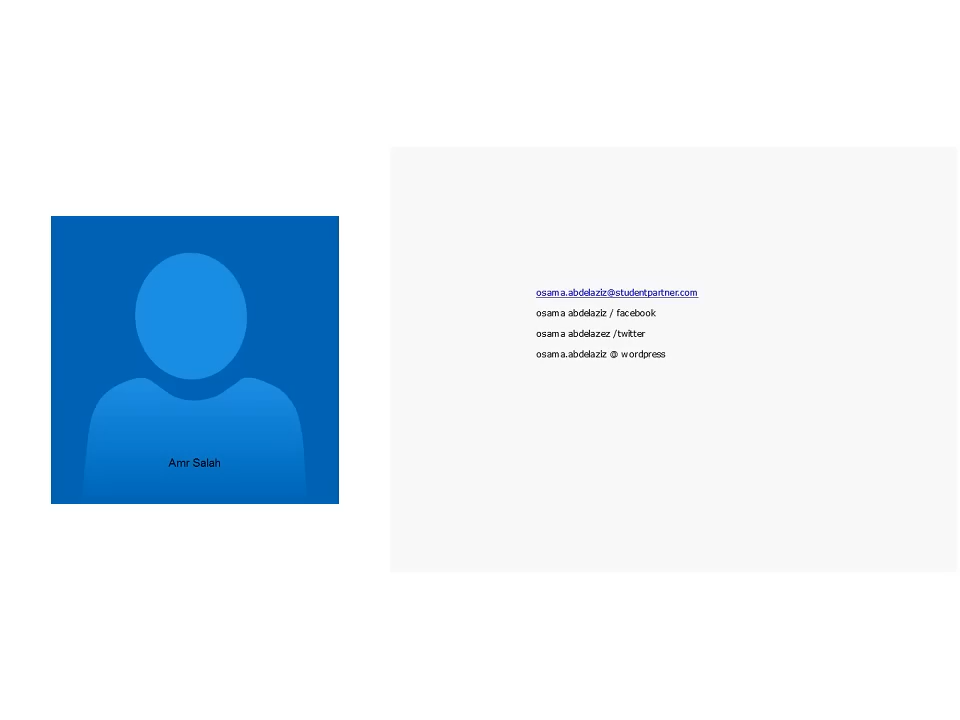 Amr Salah
osama.abdelaziz@studentpartner.com
osama abdelaziz / facebook
osama abdelazez /twitter
osama.abdelaziz @ wordpress